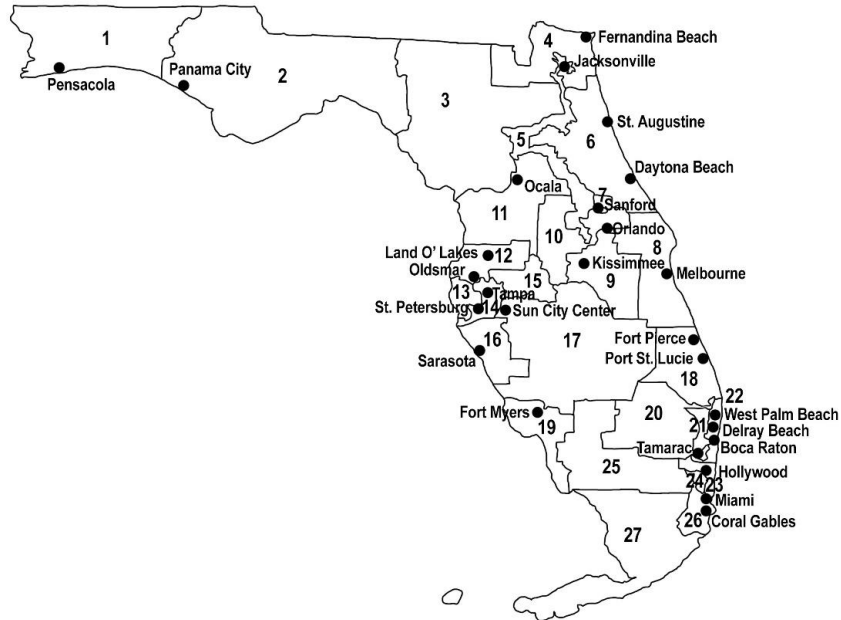 1
Pensacola
Panama City
2
3
4
Fernandina Beach
Jacksonville
5
6
St. Augustine
Daytona Beach
Ocala
7
Sanford
Orlando
8
11
10
Land O' Lakes
12
Oldsmar
Kissimmee
9
Melbourne
13
Tampa
15
St. Petersburg
14
Sun City Center
16
17
Sarasota
Fort Pierce
Port St. Lucie
18
22
Fort Myers
19
20
West Palm Beach
21
Delray Beach
Boca Raton
Tamarac
25
Hollywood
24
23
Miami
26
Coral Gables
27